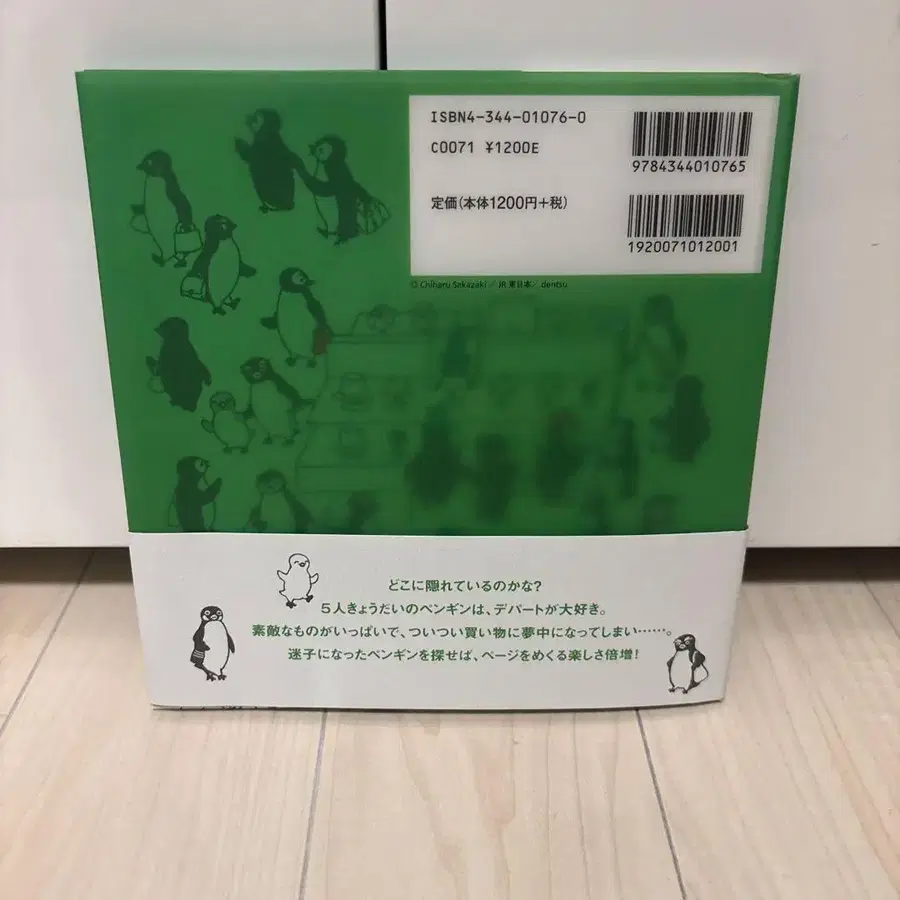 ISBN4-344-01076-0
C0071 ¥1200E
定価(本体1200円+税)
9784344010765
1920071012001
© Chiharu Sakazaki／JR 東日本／dentsu
どこに隠れているのかな?
5人きょうだいのペンギンは、デパートが大好き。
素敵なものがいっぱいで、ついつい買い物に夢中になってしまい……。
迷子になったペンギンを探せば、ページをめくる楽しさ倍増!